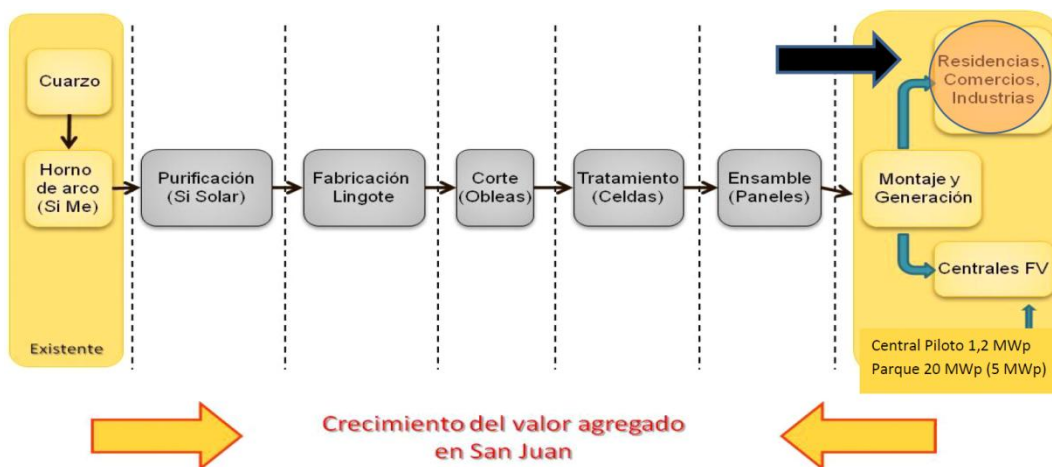 Cuarzo
Horno
de arco
(Si Me)
Existente
Purificación
(Si Solar)
Fabricación
Lingote
Corte
(Obleas)
Tratamiento
(Celdas)
Ensamble
(Paneles)
Montaje y
Generación
Residencias,
Comercios,
Industrias
Centrales FV
Central Piloto 1,2 MWp
Parque 20 MWp (5 MWp)
Crecimiento del valor agregado
en San Juan